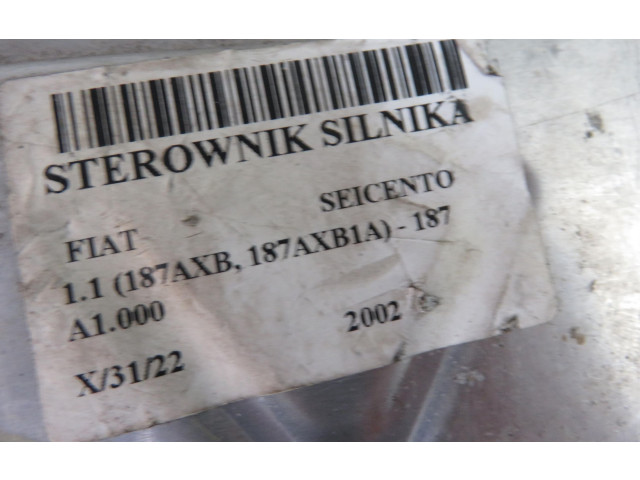 STEROWNIK SILNIKA
FIAT SEICENTO
1.1 (187AXB, 187AXB1A) - 187
A1.000 2002
X/31/22